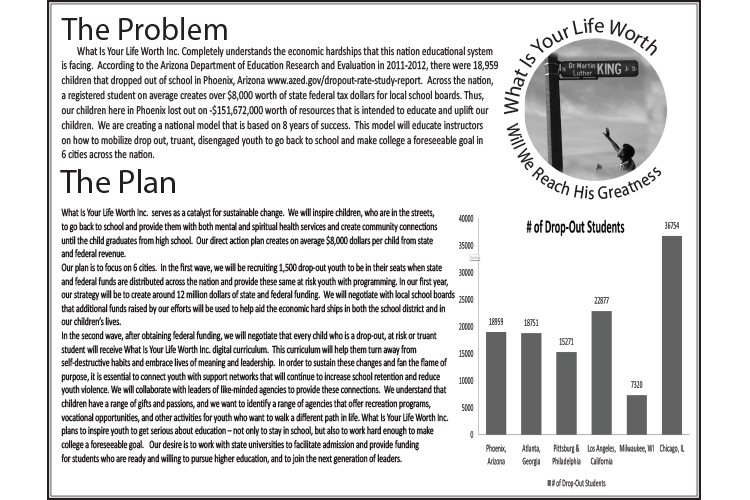 The Problem
What Is Your Life Worth Inc. Completely understands the economic hardships that this nation educational system
is facing. According to the Arizona Department of Education Research and Evaluation in 2011-2012, there were 18,959
children that dropped out of school in Phoenix, Arizona www.azed.gov/dropout-rate-study-report. Across the nation,
a registered student on average creates over $8,000 worth of state federal tax dollars for local school boards. Thus,
our children here in Phoenix lost out on -$151,672,000 worth of resources that is intended to educate and uplift our
children. We are creating a national model that is based on 8 years of success. This model will educate instructors
on how to mobilize drop out, truant, disengaged youth to go back to school and make college a foreseeable goal in
6 cities across the nation.
What Is Your Life Worth
Dr Martin
Luther
KING
Jr
Will We Reach His Greatness
The Plan
What Is Your Life Worth Inc. serves as a catalyst for sustainable change. We will inspire children, who are in the streets,
to go back to school and provide them with both mental and spiritual health services and create community connections
until the child graduates from high school. Our direct action plan creates on average $8,000 dollars per child from state
and federal revenue.
Our plan is to focus on 6 cities. In the first wave, we will be recruiting 1,500 drop-out youth to be in their seats when state
and federal funds are distributed across the nation and provide these same at risk youth with programming. In our first year,
our strategy will be to create around 12 million dollars of state and federal funding. We will negotiate with local school boards
that additional funds raised by our efforts will be used to help aid the economic hard ships in both the school district and in
our children's lives.
In the second wave, after obtaining federal funding, we will negotiate that every child who is a drop-out, at risk or truant
student will receive What Is Your Life Worth Inc. digital curriculum. This curriculum will help them turn away from
self-destructive habits and embrace lives of meaning and leadership. In order to sustain these changes and fan the flame of
purpose, it is essential to connect youth with support networks that will continue to increase school retention and reduce
youth violence. We will collaborate with leaders of like-minded agencies to provide these connections. We understand that
children have a range of gifts and passions, and we want to identify a range of agencies that offer recreation programs,
vocational opportunities, and other activities for youth who want to walk a different path in life. What Is Your Life Worth Inc.
plans to inspire youth to get serious about education – not only to stay in school, but also to work hard enough to make
college a foreseeable goal. Our desire is to work with state universities to facilitate admission and provide funding
for students who are ready and willing to pursue higher education, and to join the next generation of leaders.
# of Drop-Out Students
40000
35000
30000
25000
20000
15000
10000
5000
0
18959
18751
15271
22877
7320
36754
Phoenix,
Arizona
Atlanta,
Georgia
Pittsburg &
Philadelphia
Los Angeles,
California
Milwaukee, WI
Chicago, IL
# of Drop-Out Students